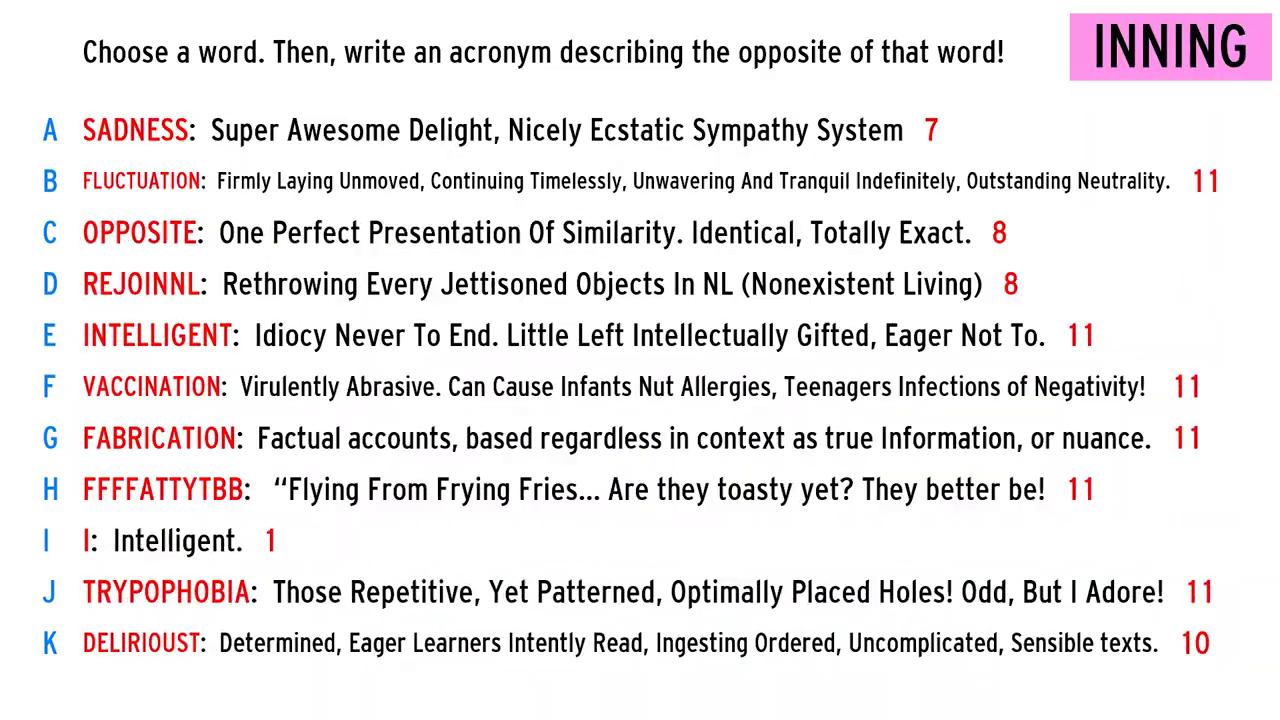 Choose a word. Then, write an acronym describing the opposite of that word!
INNING
A SADNESS: Super Awesome Delight, Nicely Ecstatic Sympathy System 7
B FLUCTUATION: Firmly Laying Unmoved, Continuing Timelessly, Unwavering And Tranquil Indefinitely, Outstanding Neutrality. 11
C OPPOSITE: One Perfect Presentation Of Similarity. Identical, Totally Exact. 8
D REJOINNL: Rethrowing Every Jettisoned Objects In NL (Nonexistent Living) 8
E INTELLIGENT: Idiocy Never To End. Little Left Intellectually Gifted, Eager Not To. 11
F VACCINATION: Virulently Abrasive. Can Cause Infants Nut Allergies, Teenagers Infections of Negativity! 11
G FABRICATION: Factual accounts, based regardless in context as true Information, or nuance. 11
H FFFFATTYTBB: “Flying From Frying Fries... Are they toasty yet? They better be! 11
I I: Intelligent. 1
J TRYPOPHOBIA: Those Repetitive, Yet Patterned, Optimally Placed Holes! Odd, But I Adore! 11
K DELIRIOUST: Determined, Eager Learners Intently Read, Ingesting Ordered, Uncomplicated, Sensible texts. 10